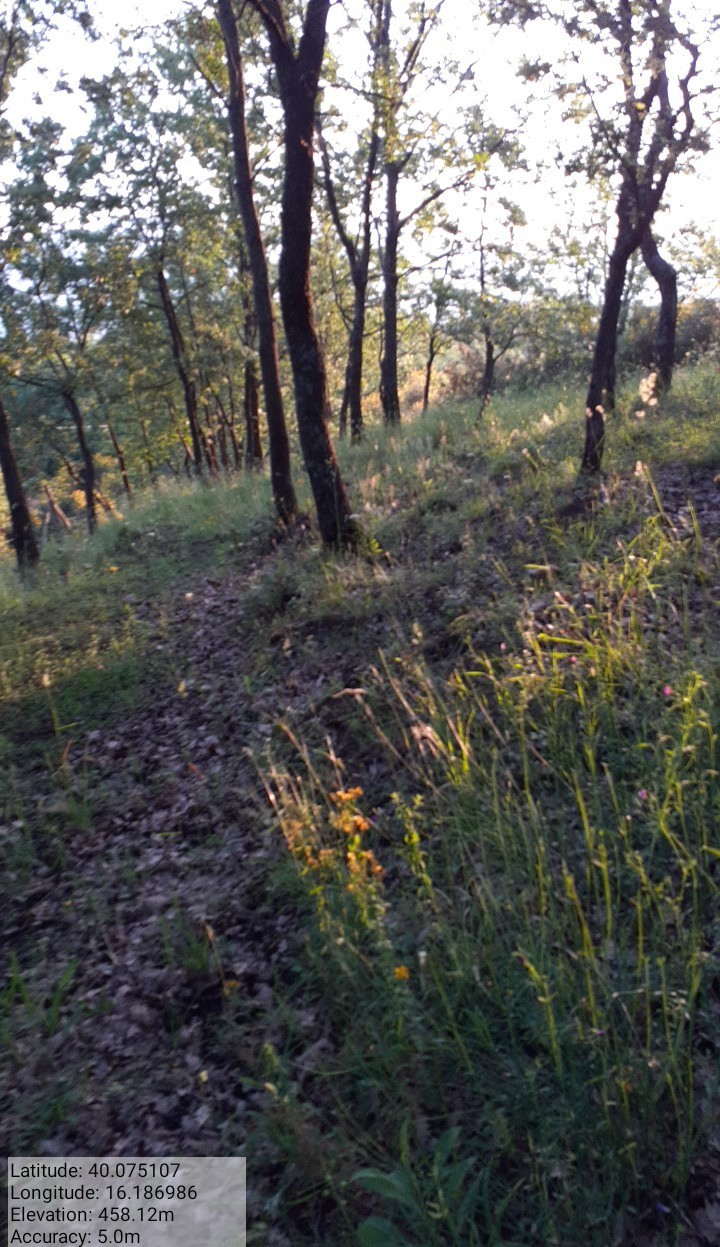 Latitude: 40.075107
Longitude: 16.186986
Elevation: 458.12m
Accuracy: 5.0m